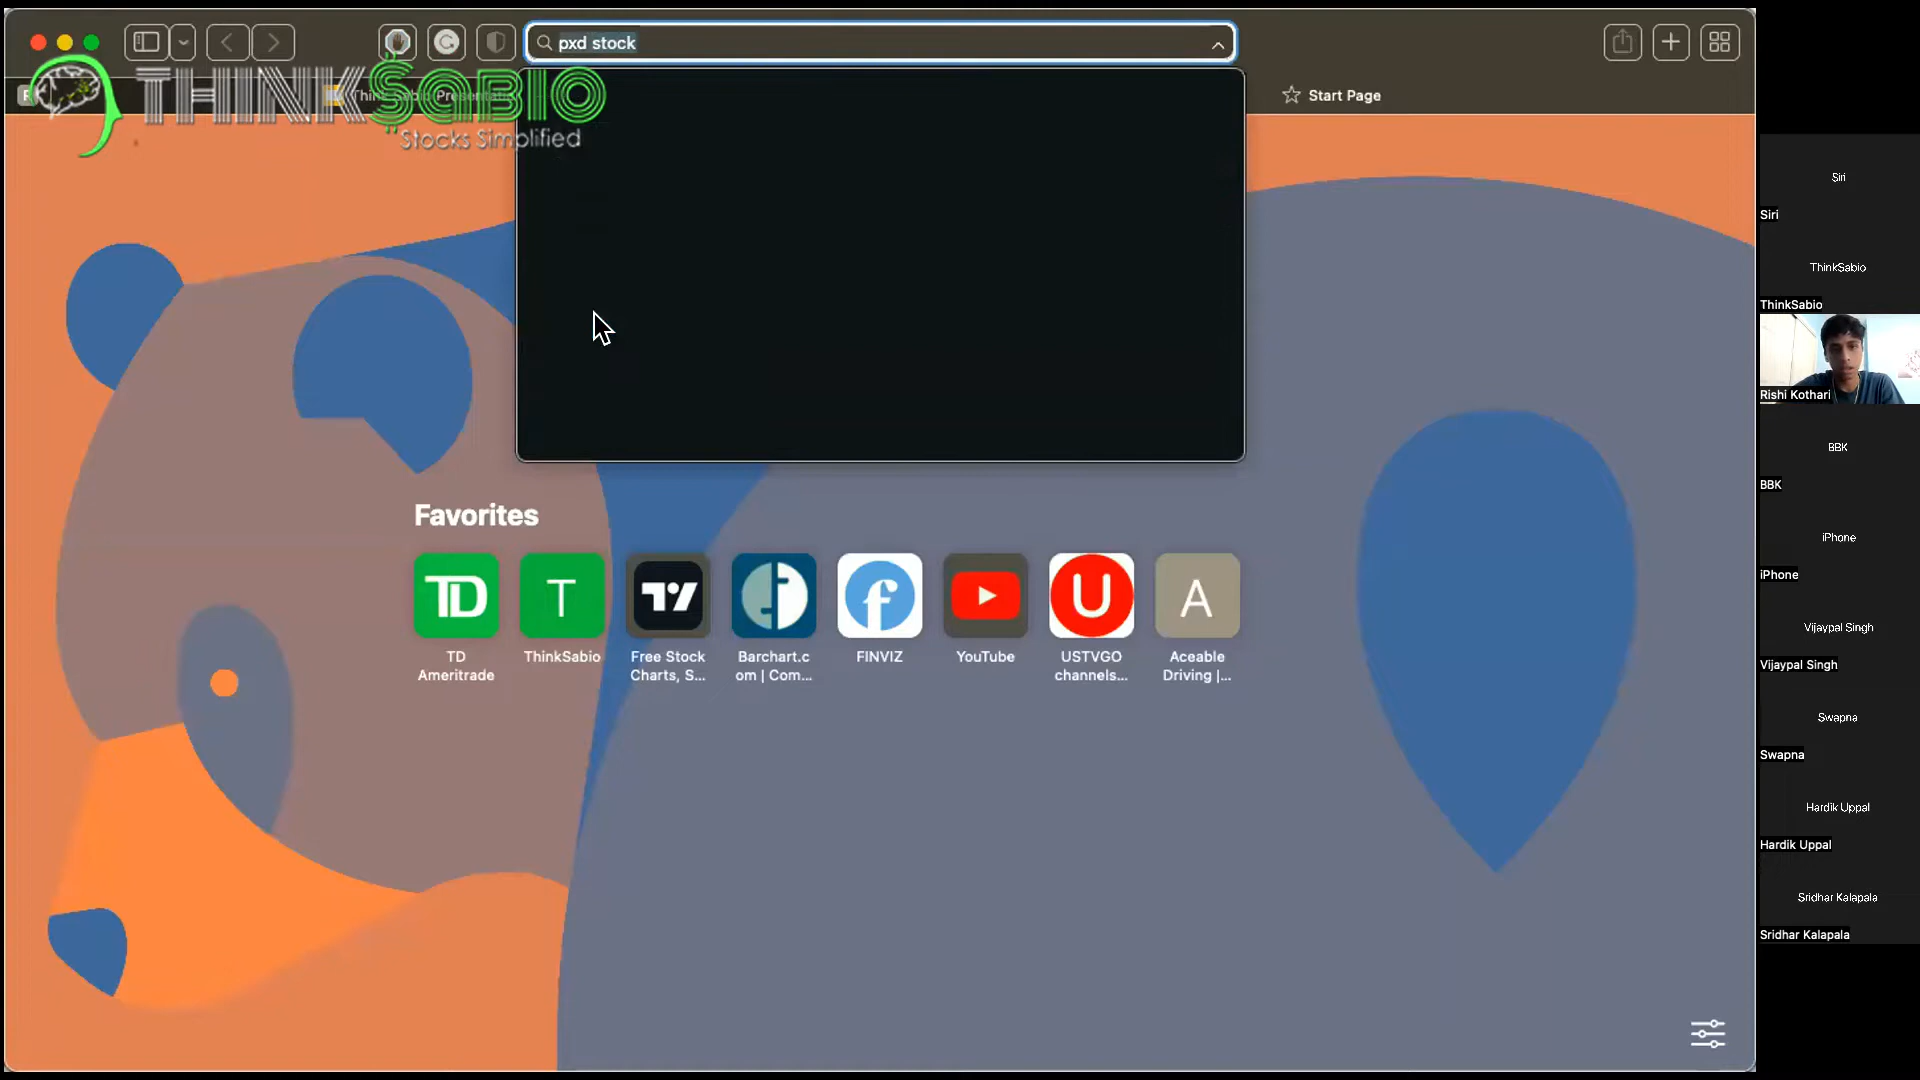 pxd stock
THINK$aBIO
Stocks Simplified
Start Page
Favorites
TD
Ameritrade
T
ThinkSabio
Free Stock
Charts, S...
Barchart.c
om | Com...
FINVIZ
YouTube
U
USTVGO
channels...
A
Aceable
Driving |...
Siri
Siri
ThinkSabio
ThinkSabio
Rishi Kothari
BBK
BBK
iPhone
iPhone
Vijaypal Singh
Vijaypal Singh
Swapna
Swapna
Hardik Uppal
Hardik Uppal
Sridhar Kalapala
Sridhar Kalapala